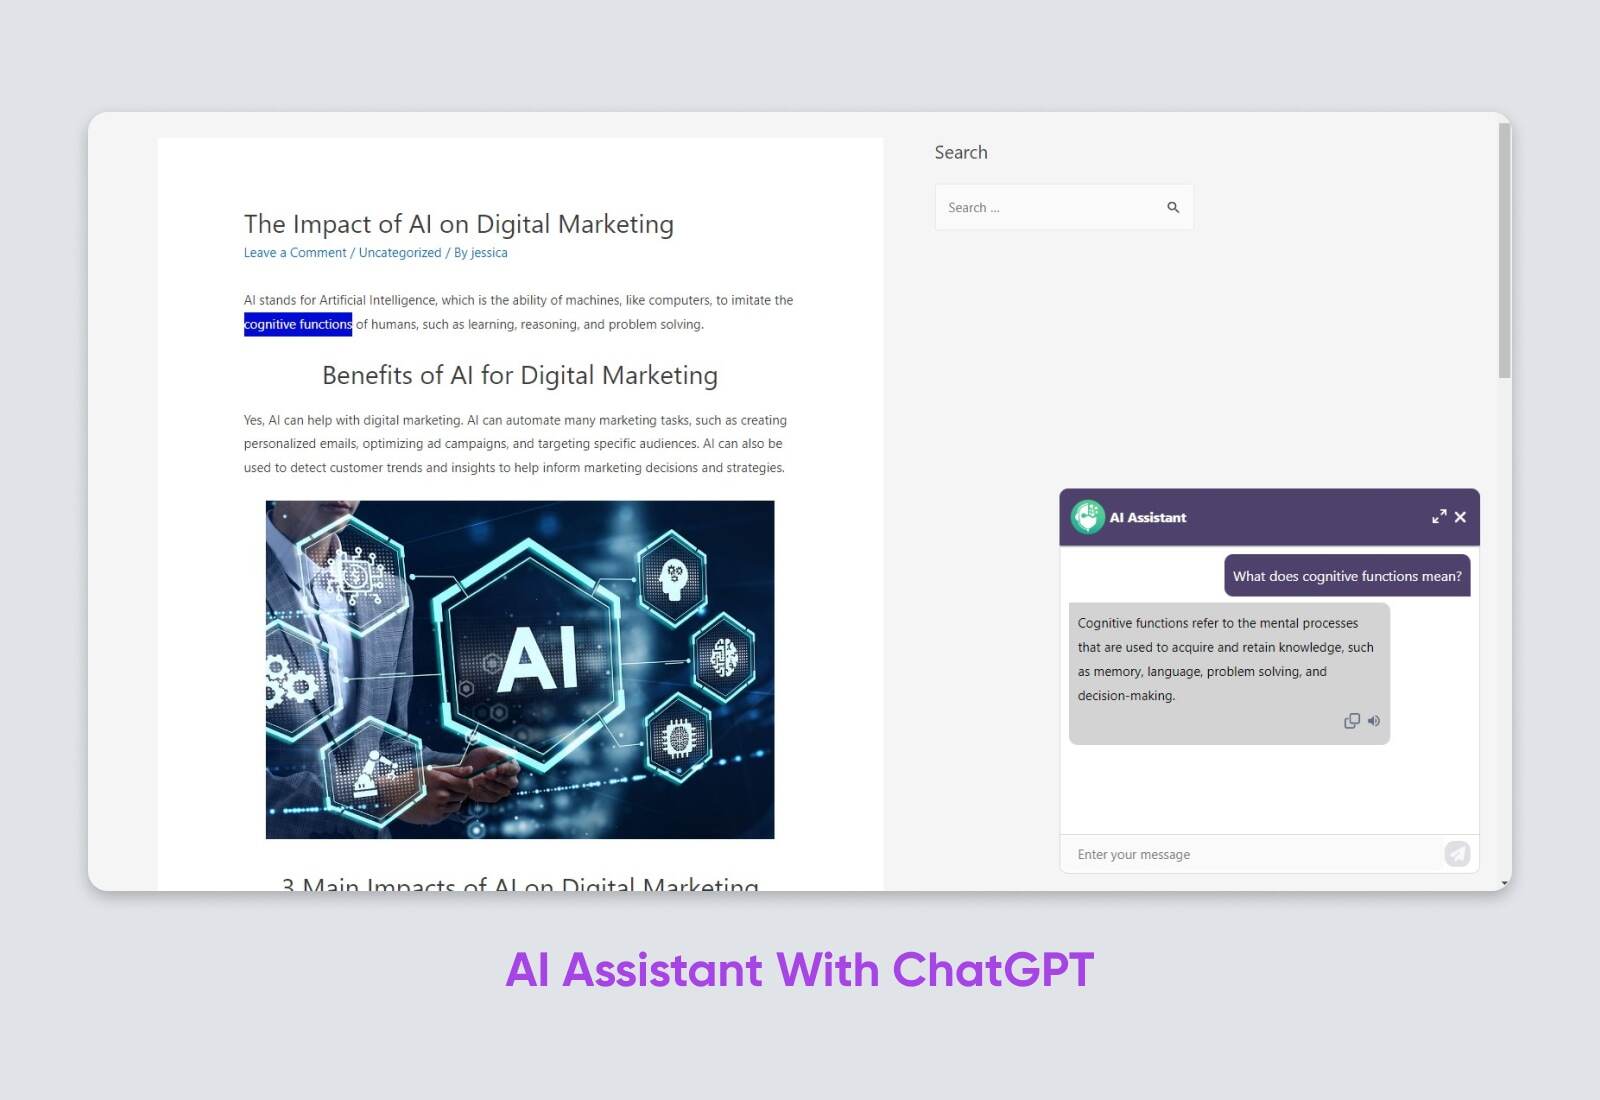 The Impact of AI on Digital Marketing
Leave a Comment / Uncategorized / By jessica
AI stands for Artificial Intelligence, which is the ability of machines, like computers, to imitate the
cognitive functions of humans, such as learning, reasoning, and problem solving.
Benefits of AI for Digital Marketing
Yes, AI can help with digital marketing. AI can automate many marketing tasks, such as creating
personalized emails, optimizing ad campaigns, and targeting specific audiences. AI can also be
used to detect customer trends and insights to help inform marketing decisions and strategies.
AI
3 Main Impacts of AI on Digital Marketing
Search
Search ...
AI Assistant
What does cognitive functions mean?
Cognitive functions refer to the mental processes
that are used to acquire and retain knowledge, such
as memory, language, problem solving, and
decision-making.
Enter your message
AI Assistant With ChatGPT